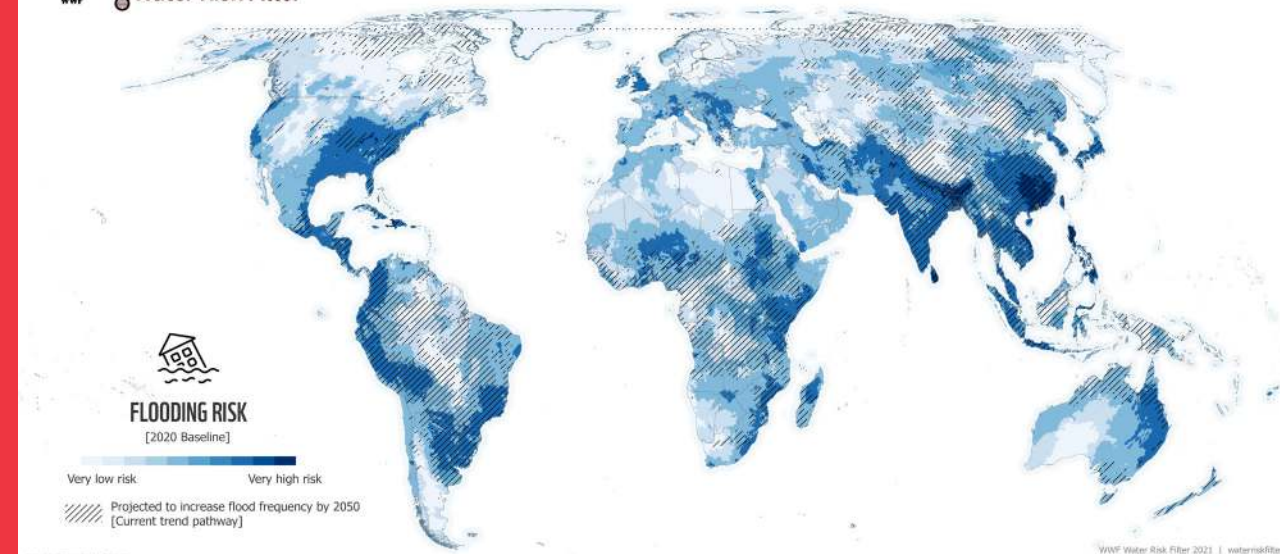 WWF
FLOODING RISK
[2020 Baseline]
Very low risk Very high risk
Projected to increase flood frequency by 2050
[Current trend pathway]
WWF Water Risk Filter 2021 |